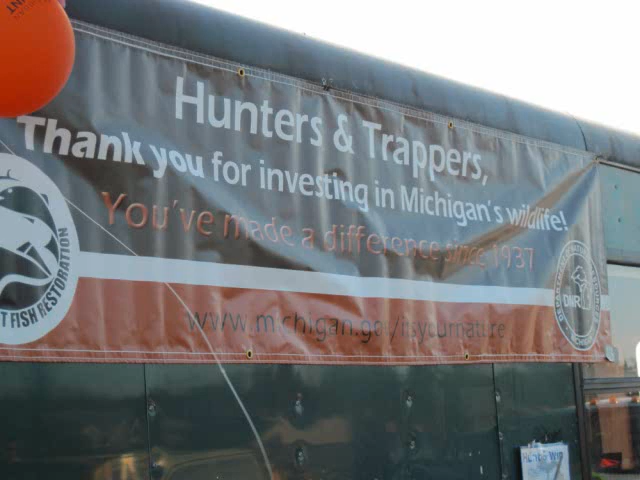 Hunters & Trappers,
Thank you for investing in Michigan's wildlife!
You've made a difference since 1937
www.michigan.gov/itsyournature
FISH RESTORATION